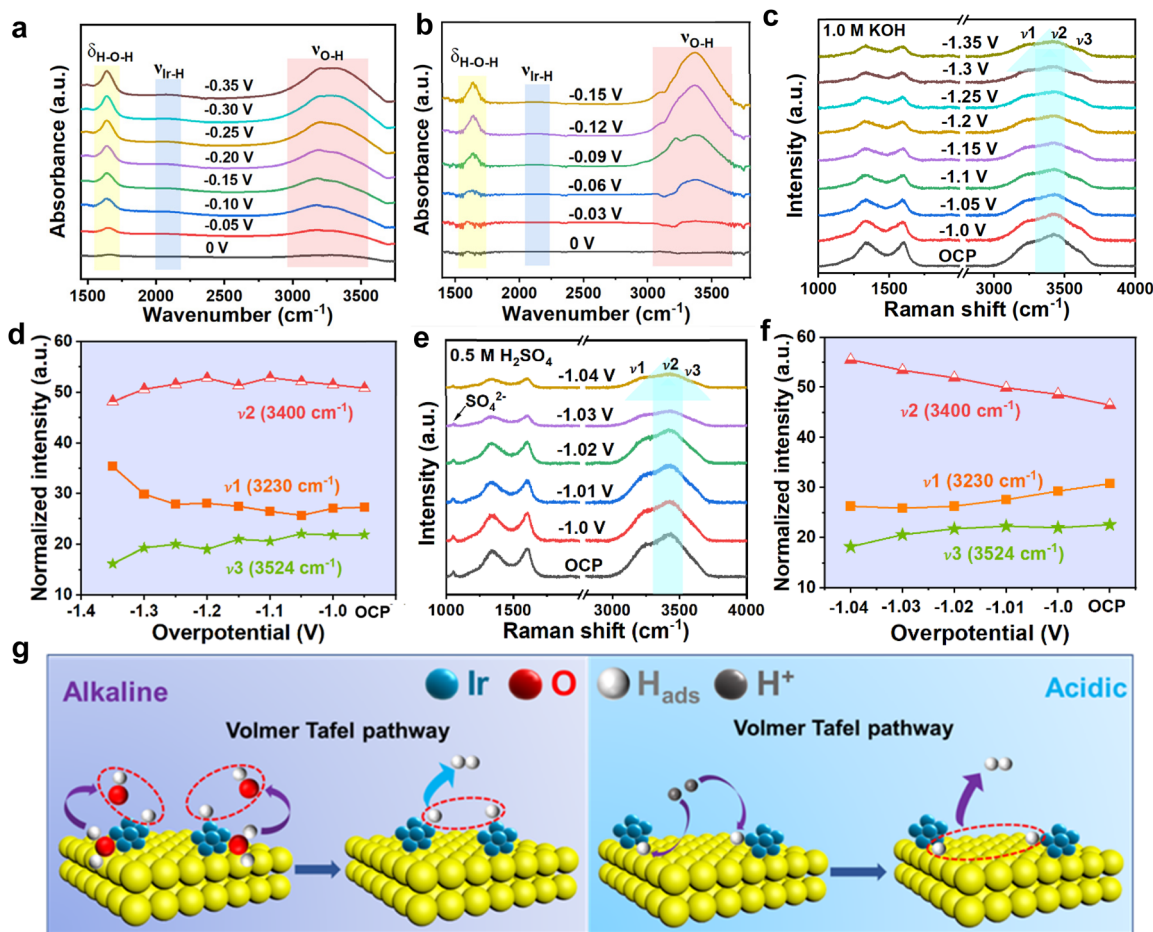 a
δH-O-H
νIr-H
νO-H
-0.35 V
-0.30 V
-0.25 V
-0.20 V
-0.15 V
-0.10 V
-0.05 V
0 V
Absorbance (a.u.)
1500 2000 2500 3000 3500
Wavenumber (cm⁻¹)
b
δH-O-H
νIr-H
νO-H
-0.15 V
-0.12 V
-0.09 V
-0.06 V
-0.03 V
0 V
Absorbance (a.u.)
1500 2000 2500 3000 3500
Wavenumber (cm⁻¹)
c
1.0 M KOH
ν1 ν2 ν3
-1.35 V
-1.3 V
-1.25 V
-1.2 V
-1.15 V
-1.1 V
-1.05 V
-1.0 V
OCP
Intensity (a.u.)
1000 1500 3000 3500 4000
Raman shift (cm⁻¹)
d
60
50
40
30
20
10
Normalized intensity (a.u.)
ν2 (3400 cm⁻¹)
ν1 (3230 cm⁻¹)
ν3 (3524 cm⁻¹)
-1.4 -1.3 -1.2 -1.1 -1.0 OCP
Overpotential (V)
e
0.5 M H₂SO₄
ν1 ν2 ν3
SO₄²⁻
-1.04 V
-1.03 V
-1.02 V
-1.01 V
-1.0 V
OCP
Intensity (a.u.)
1000 1500 3000 3500 4000
Raman shift (cm⁻¹)
f
60
50
40
30
20
10
Normalized intensity (a.u.)
ν2 (3400 cm⁻¹)
ν1 (3230 cm⁻¹)
ν3 (3524 cm⁻¹)
-1.04 -1.03 -1.02 -1.01 -1.0 OCP
Overpotential (V)
g
Alkaline
Ir O Hads H⁺
Acidic
Volmer Tafel pathway
Volmer Tafel pathway